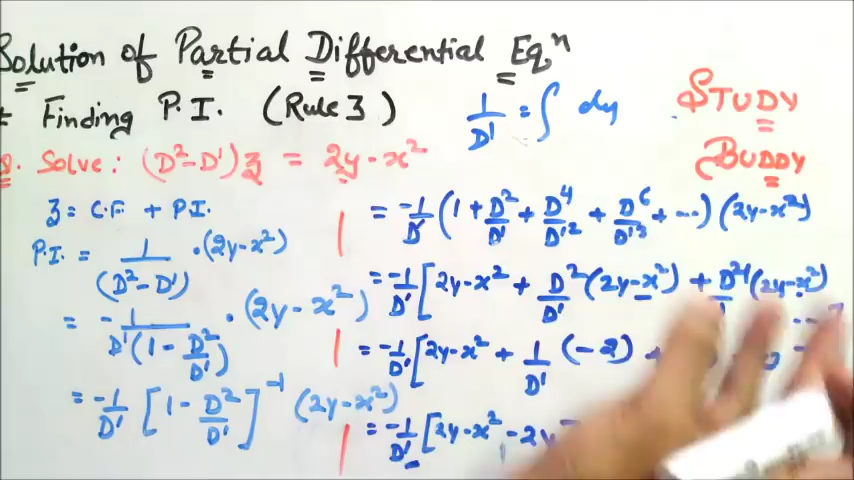 Solution of Partial Differential Eqⁿ
Finding P.I. (Rule 3)
1/D' = ∫ dy
STUDY
BUDDY
8. Solve: (D²-D')z = 2y-x²
z = C.F. + P.I.
P.I. = 1/(D²-D') ·(2y-x²)
= -1/D'(1-D²/D') · (2y-x²)
= -1/D' [1-D²/D']⁻¹ (2y-x²)
= -1/D' (1+D²/D'+D⁴/D'²+D⁶/D'³+...) (2y-x²)
= -1/D' [2y-x²+D²/D'(2y-x²)+D⁴(2y-x²)
= -1/D' [2y-x²+1/D'(-2)+
= -1/D' [2y-x²-2y